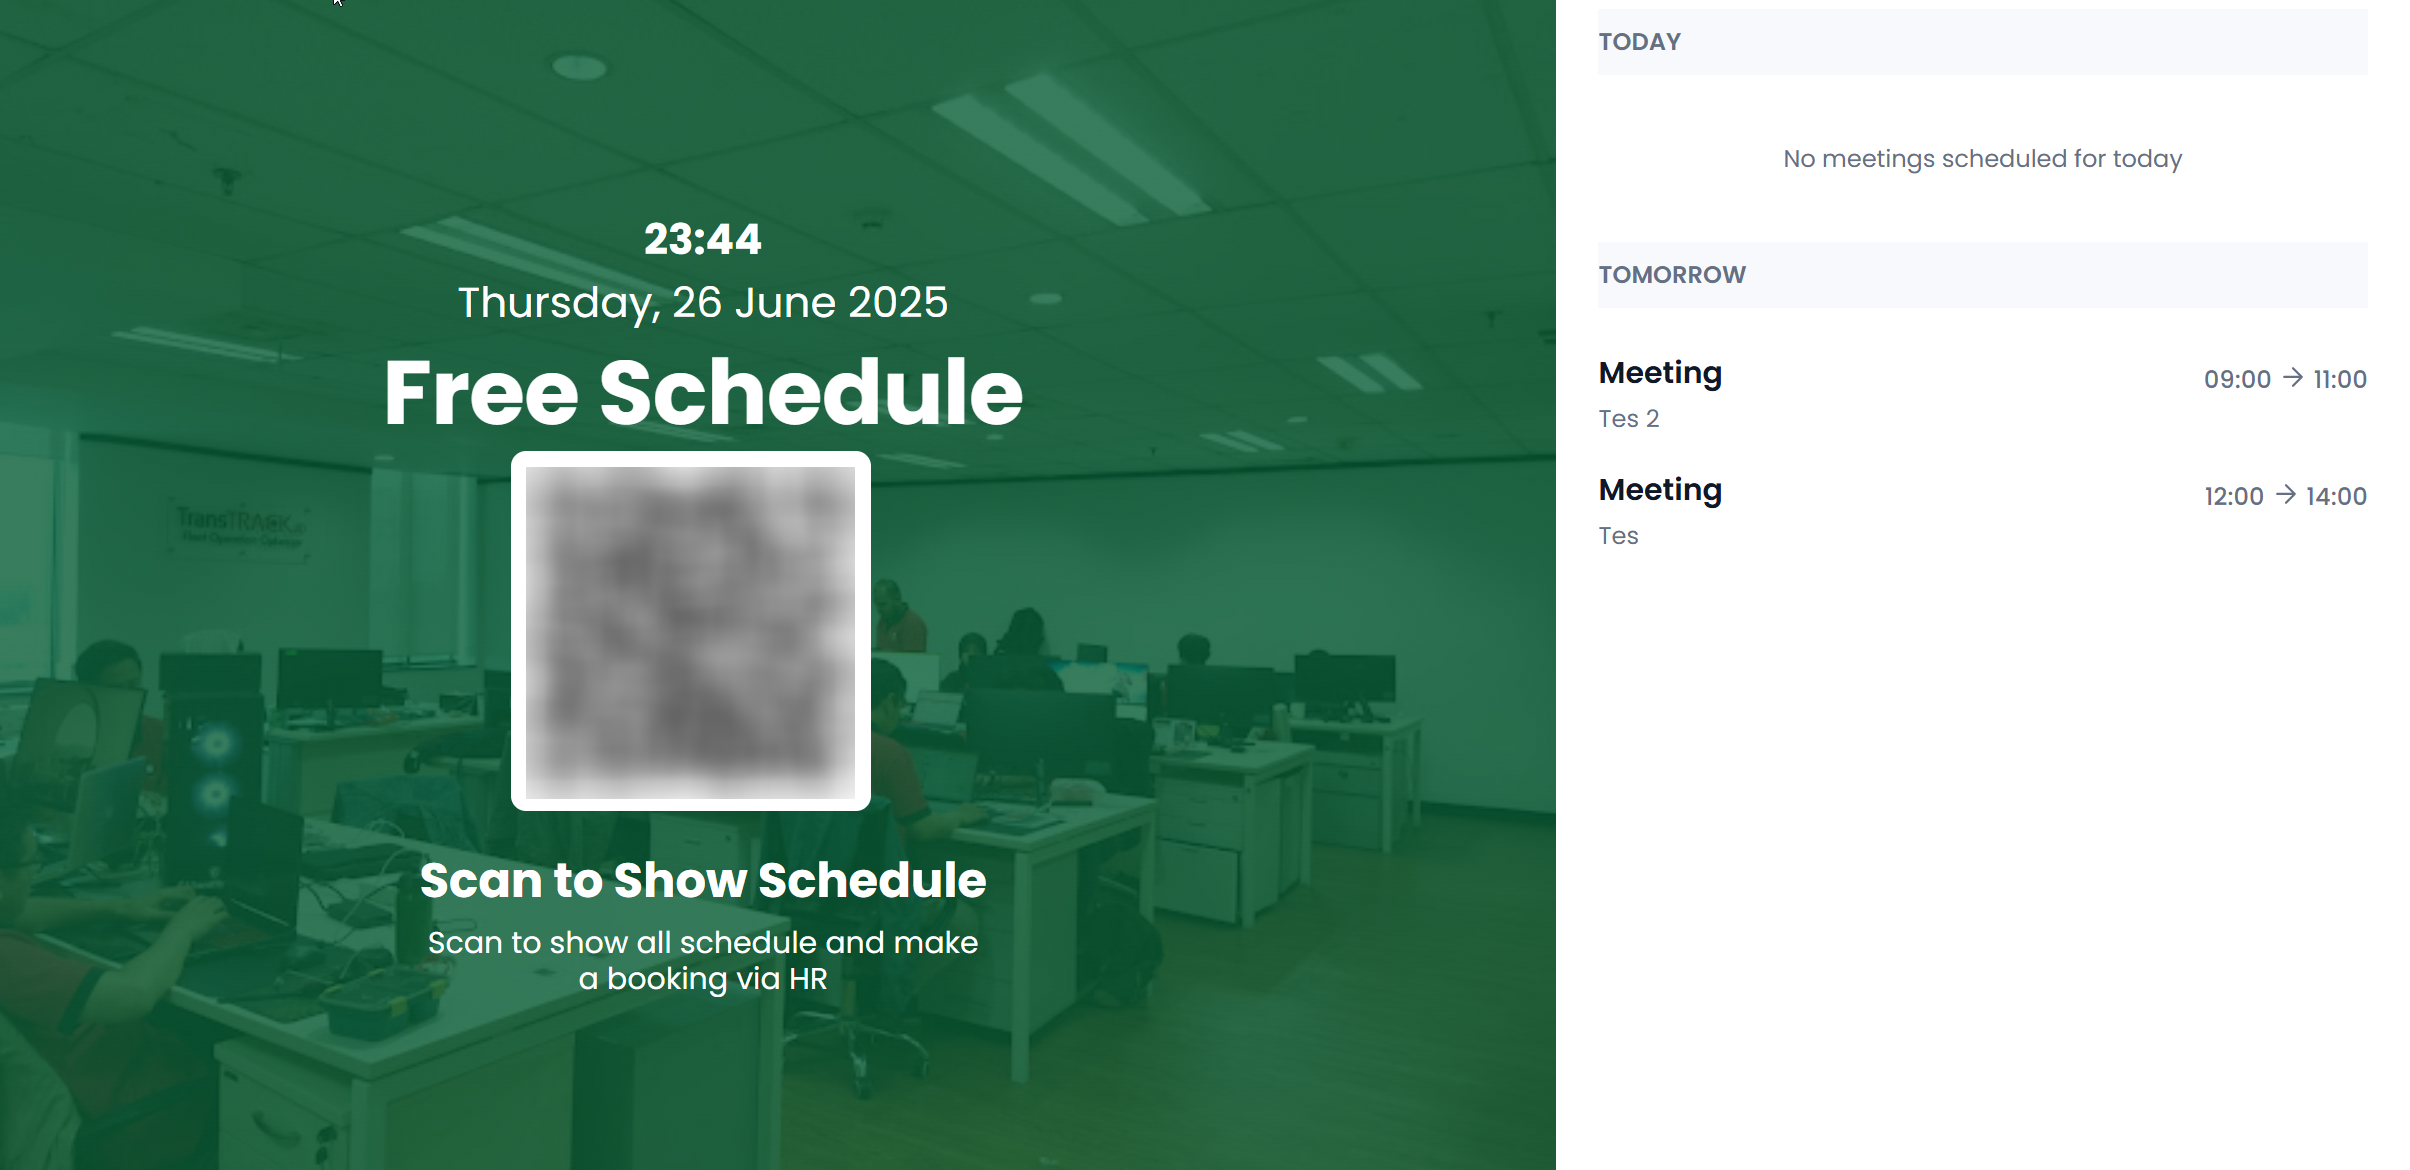 23:44
Thursday, 26 June 2025
Free Schedule
TransTRACK
Scan to Show Schedule
Scan to show all schedule and make
a booking via HR
TODAY
No meetings scheduled for today
TOMORROW
Meeting
09:00 → 11:00
Tes 2
Meeting
12:00 → 14:00
Tes